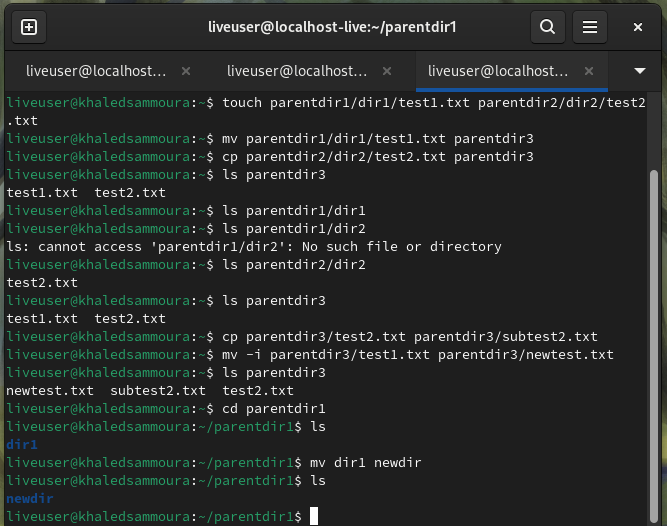 liveuser@localhost-live:~/parentdir1
liveuser@localhost... liveuser@localhost... liveuser@localhost...
liveuser@khaledsammoura:~$ touch parentdir1/dir1/test1.txt parentdir2/dir2/test2
.txt
liveuser@khaledsammoura:~$ mv parentdir1/dir1/test1.txt parentdir3
liveuser@khaledsammoura:~$ cp parentdir2/dir2/test2.txt parentdir3
liveuser@khaledsammoura:~$ ls parentdir3
test1.txt  test2.txt
liveuser@khaledsammoura:~$ ls parentdir1/dir1
liveuser@khaledsammoura:~$ ls parentdir1/dir2
ls: cannot access 'parentdir1/dir2': No such file or directory
liveuser@khaledsammoura:~$ ls parentdir2/dir2
test2.txt
liveuser@khaledsammoura:~$ ls parentdir3
test1.txt  test2.txt
liveuser@khaledsammoura:~$ cp parentdir3/test2.txt parentdir3/subtest2.txt
liveuser@khaledsammoura:~$ mv -i parentdir3/test1.txt parentdir3/newtest.txt
liveuser@khaledsammoura:~$ ls parentdir3
newtest.txt  subtest2.txt  test2.txt
liveuser@khaledsammoura:~$ cd parentdir1
liveuser@khaledsammoura:~/parentdir1$ ls
dir1
liveuser@khaledsammoura:~/parentdir1$ mv dir1 newdir
liveuser@khaledsammoura:~/parentdir1$ ls
newdir
liveuser@khaledsammoura:~/parentdir1$